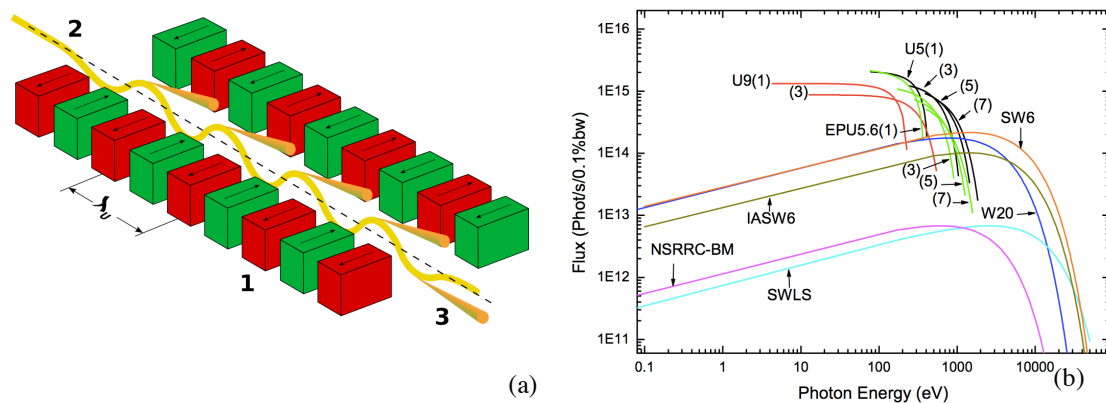 2
λu
1
3
(a)
1E16
1E15
1E14
1E13
1E12
1E11
Flux (Phot/s/0.1%bw)
0.1
1
10
100
1000
10000
Photon Energy (eV)
U5(1)
(3)
(5)
(7)
U9(1)
(3)
EPU5.6(1)
(3)
(5)
(7)
SW6
W20
IASW6
NSRRC-BM
SWLS
(b)